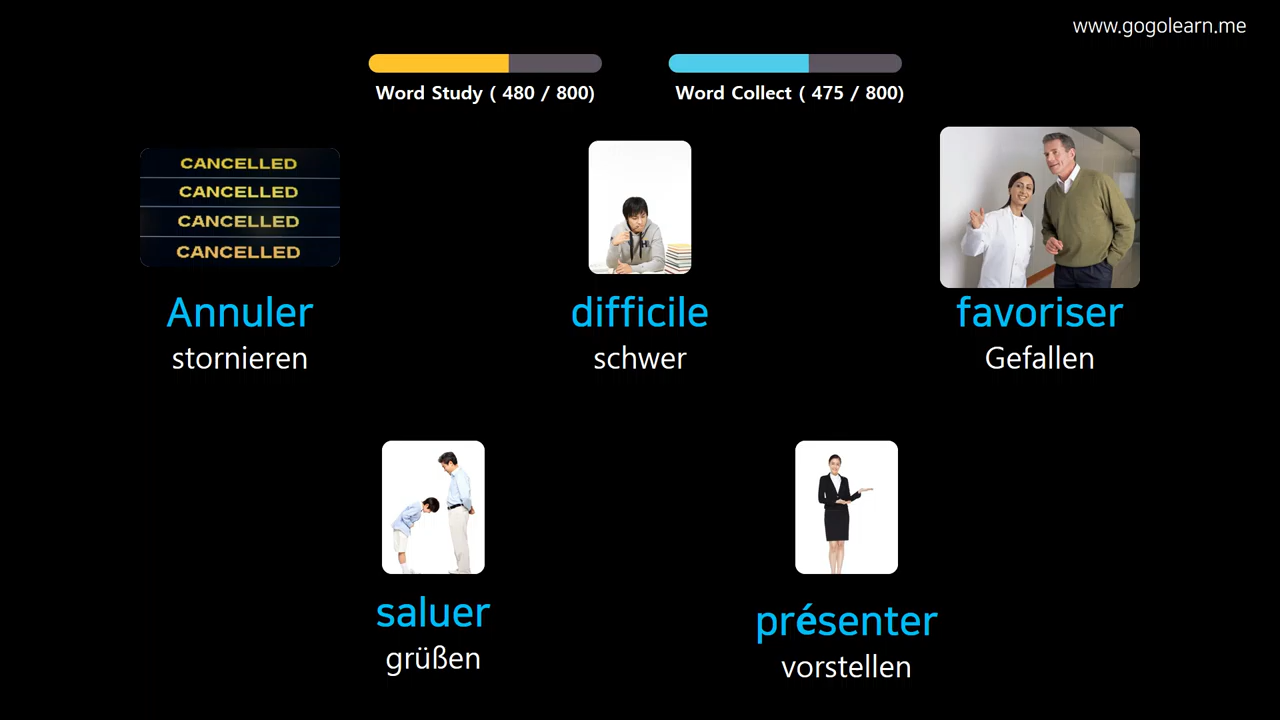 www.gogolearn.me
Word Study ( 480 / 800)
Word Collect ( 475 / 800)
CANCELLED
CANCELLED
CANCELLED
CANCELLED
Annuler
stornieren
difficile
schwer
favoriser
Gefallen
saluer
grüßen
présenter
vorstellen